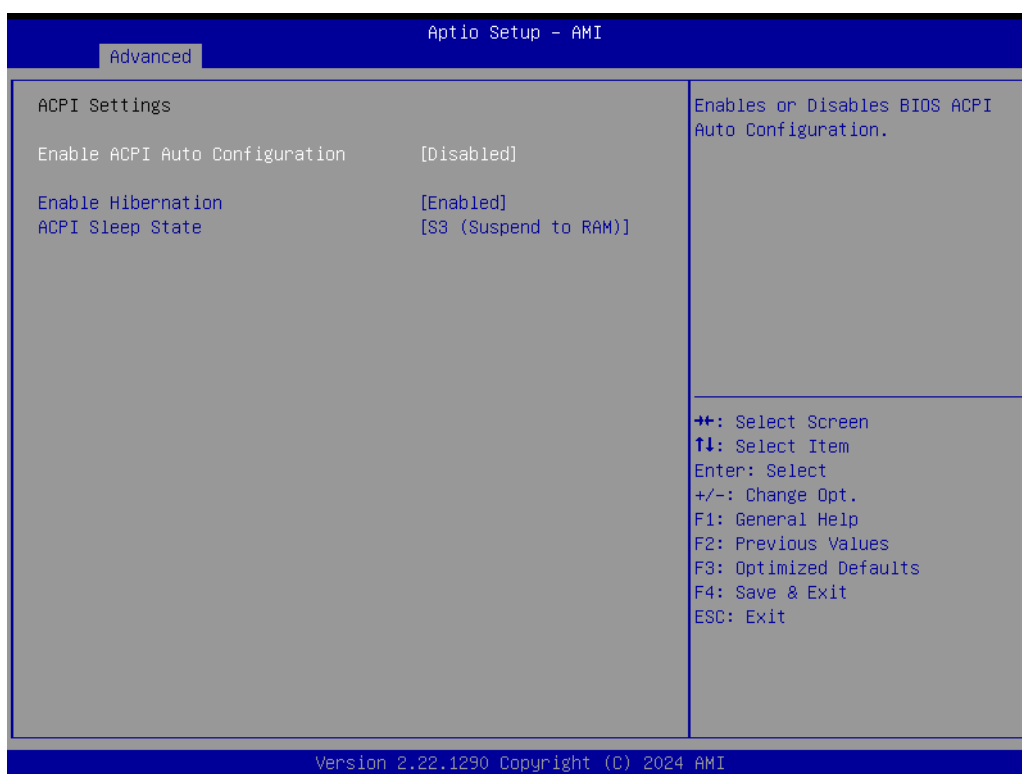 Aptio Setup - AMI
Advanced
ACPI Settings
Enable ACPI Auto Configuration [Disabled]
Enable Hibernation [Enabled]
ACPI Sleep State [S3 (Suspend to RAM)]
Enables or Disables BIOS ACPI
Auto Configuration.
→←: Select Screen
↑↓: Select Item
Enter: Select
+/-: Change Opt.
F1: General Help
F2: Previous Values
F3: Optimized Defaults
F4: Save & Exit
ESC: Exit
Version 2.22.1290 Copyright (C) 2024 AMI